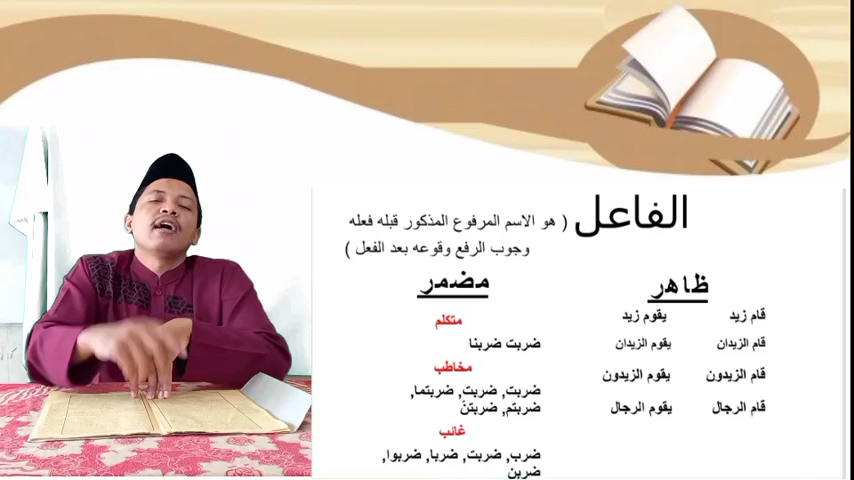 الفاعل ( هو الاسم المرفوع المذكور قبله فعله
وجوب الرفع وقوعه بعد الفعل )
ظاهر
قام زيد يقوم زيد
قام الزيدان يقوم الزيدان
قام الزيدون يقوم الزيدون
قام الرجال يقوم الرجال
مضمر
متكلم
ضربت ضربنا
مخاطب
ضربت, ضربت, ضربتما,
ضربتم, ضربتن
غائب
ضرب, ضربت, ضربا, ضربوا,
ضربن